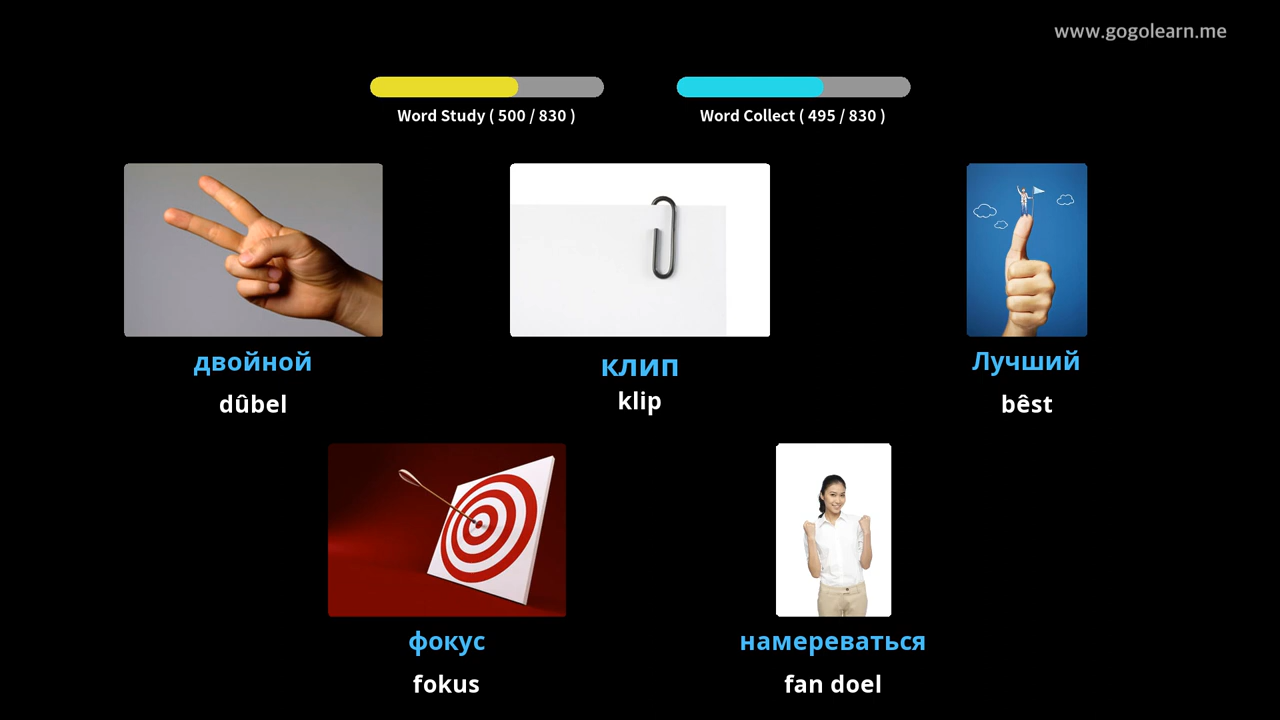 www.gogolearn.me
Word Study ( 500 / 830 )
Word Collect ( 495 / 830 )
двойной
клип
Лучший
dûbel
klip
bêst
фокус
намереваться
fokus
fan doel